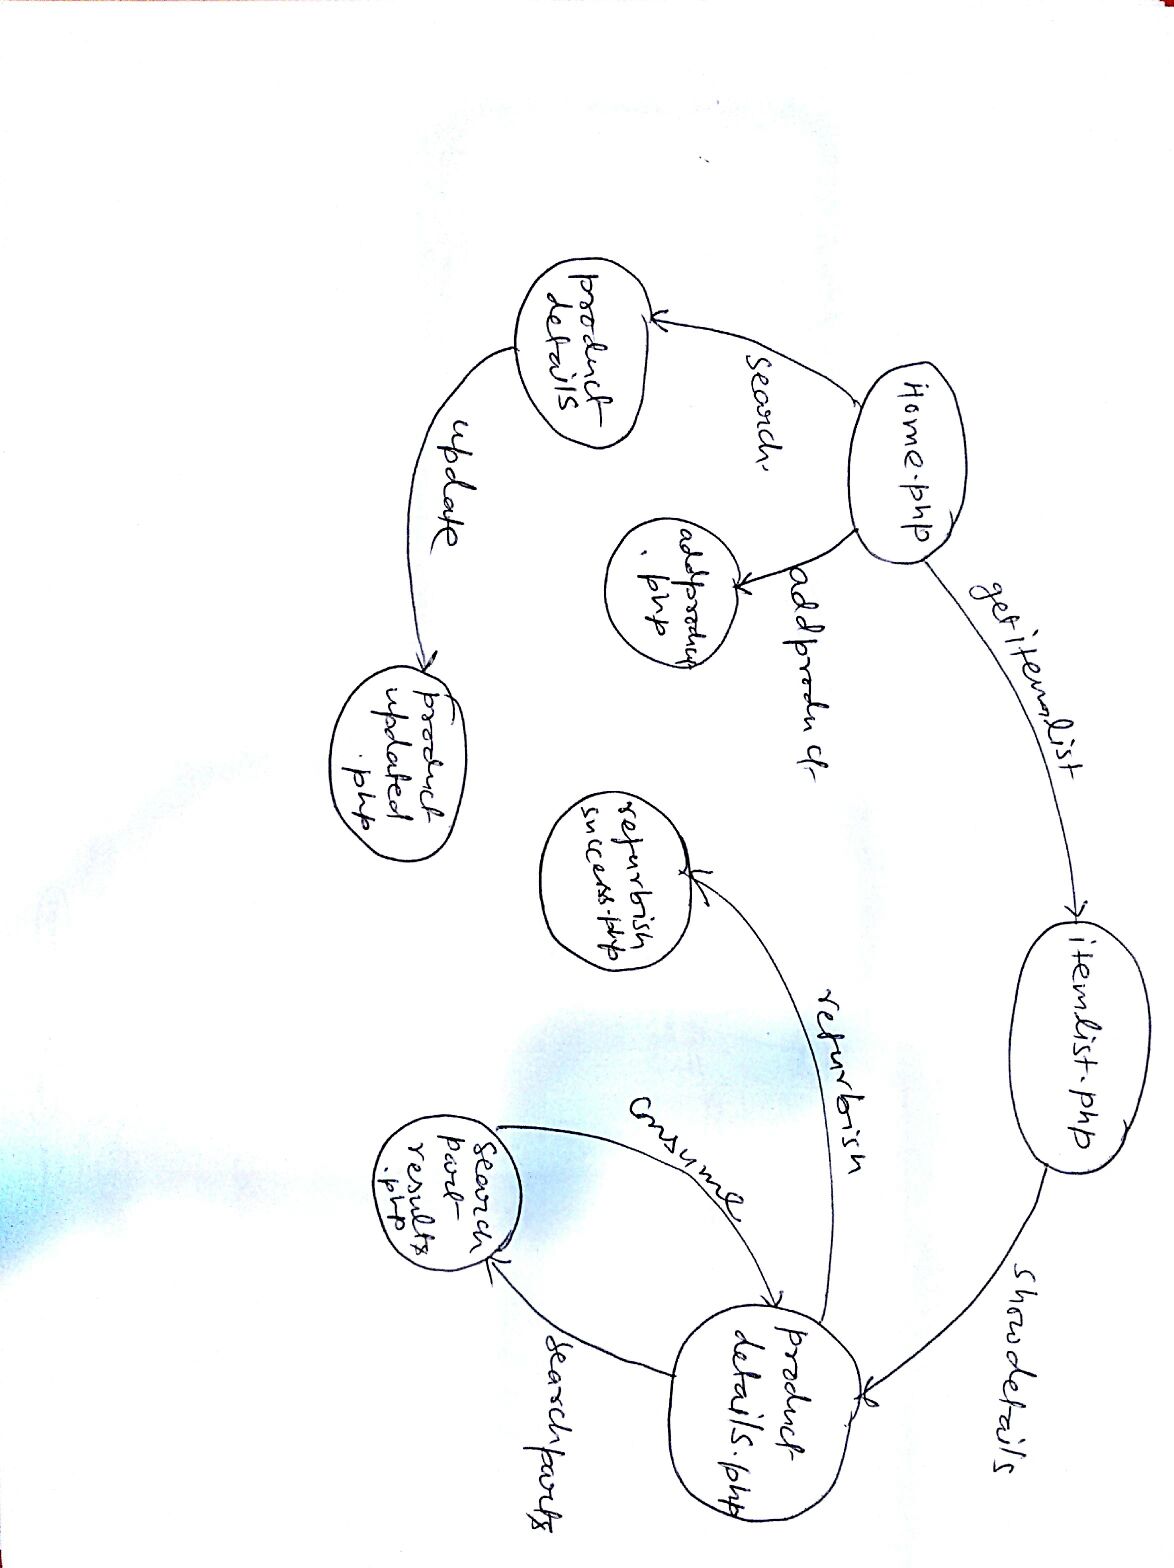 Home.php
getitemlist
itemlist.php
search
addproduct
showdetails
product
details
addproduct
.php
update
product
updated
.php
refurbish
success.php
refurbish
consume
product
details.php
search
part
results
.php
searchparts